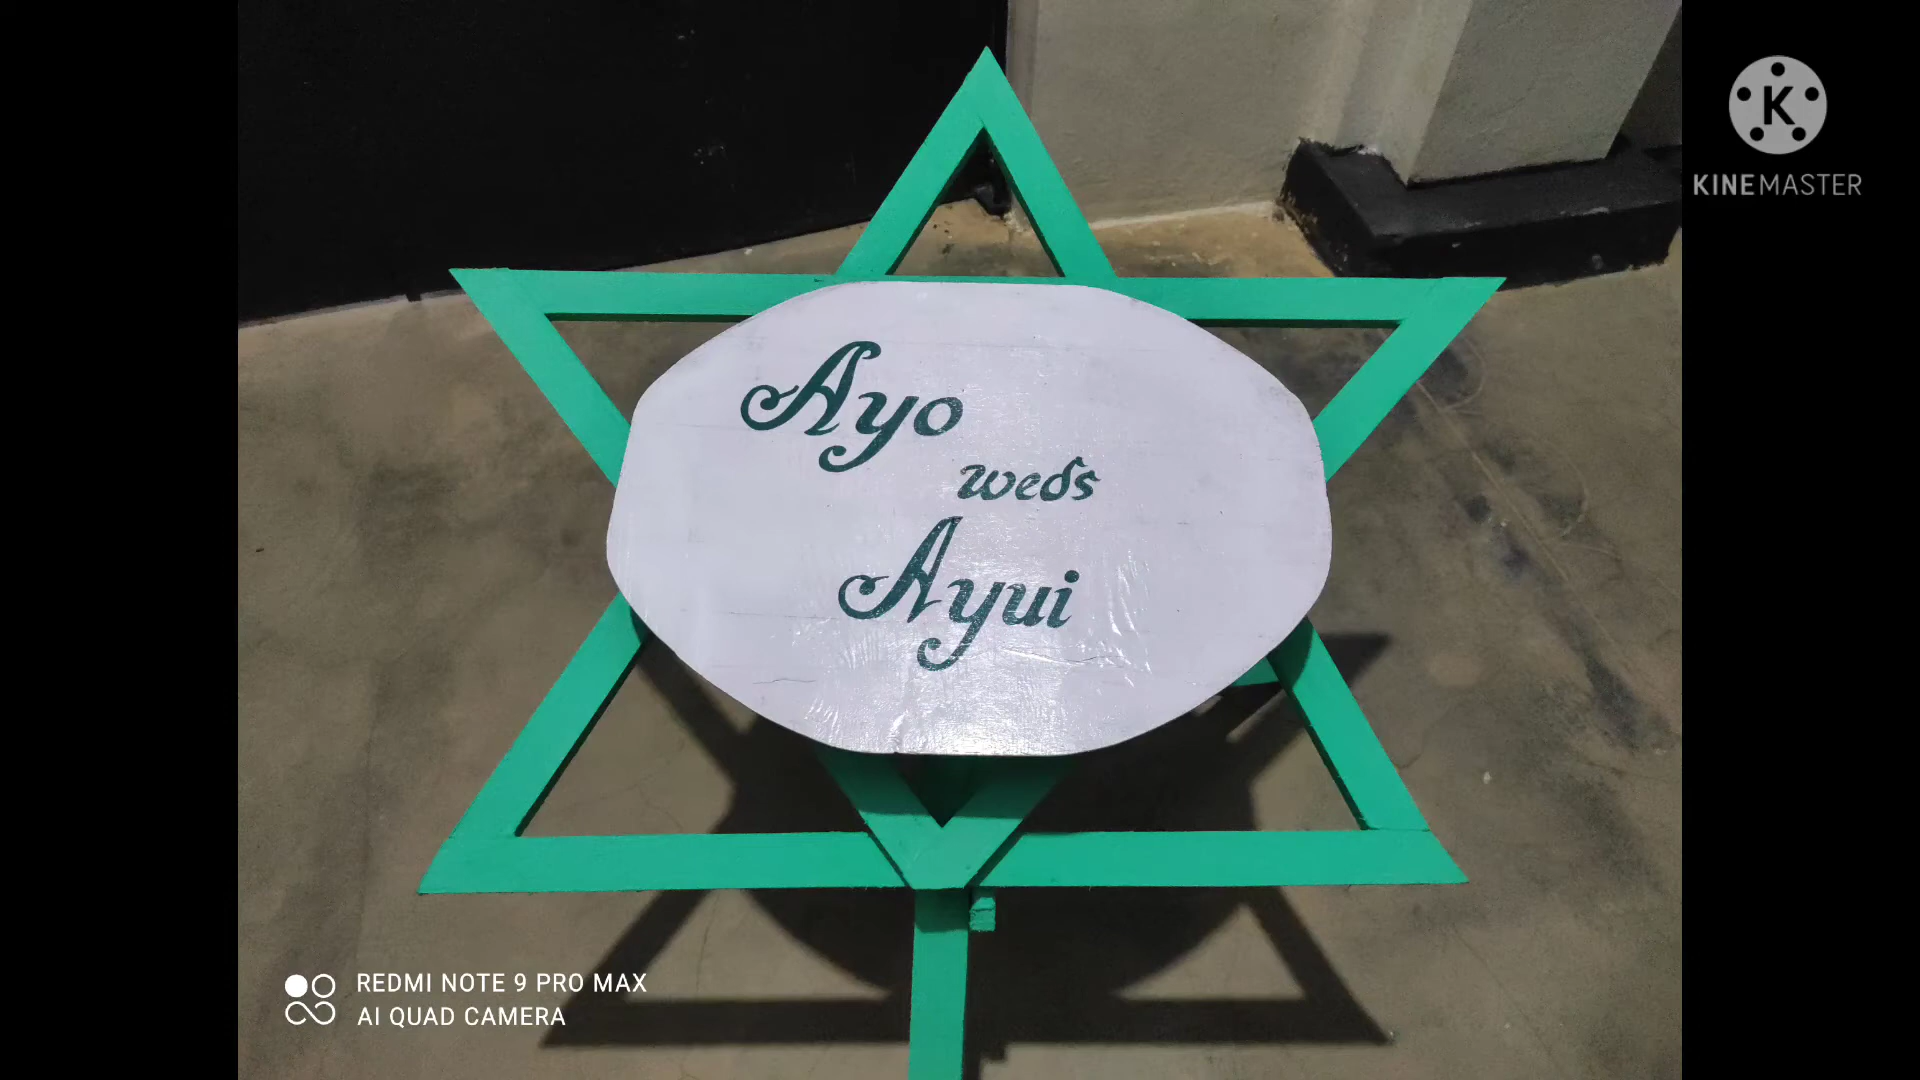 Ayo
weds
Ayui
K
KINEMASTER
REDMI NOTE 9 PRO MAX
AI QUAD CAMERA